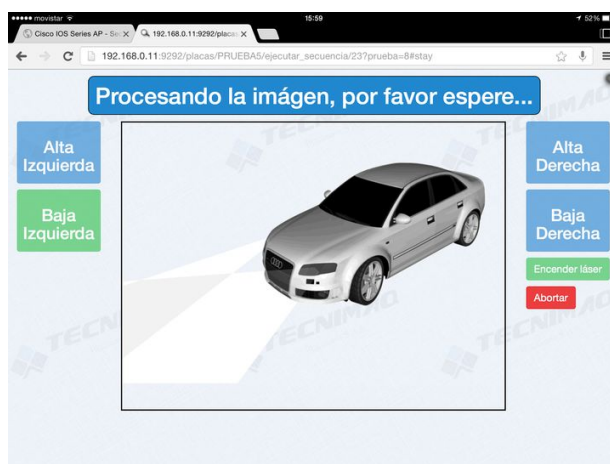 movistar
15:59
52%
Cisco IOS Series AP - Se
192.168.0.11:9292/placas
192.168.0.11:9292/placas/PRUEBA5/ejecutar_secuencia/23?prueba=8#stay
Procesando la imágen, por favor espere...
Alta
Izquierda
Baja
Izquierda
Alta
Derecha
Baja
Derecha
Encender láser
Abortar
TECNIMAQ